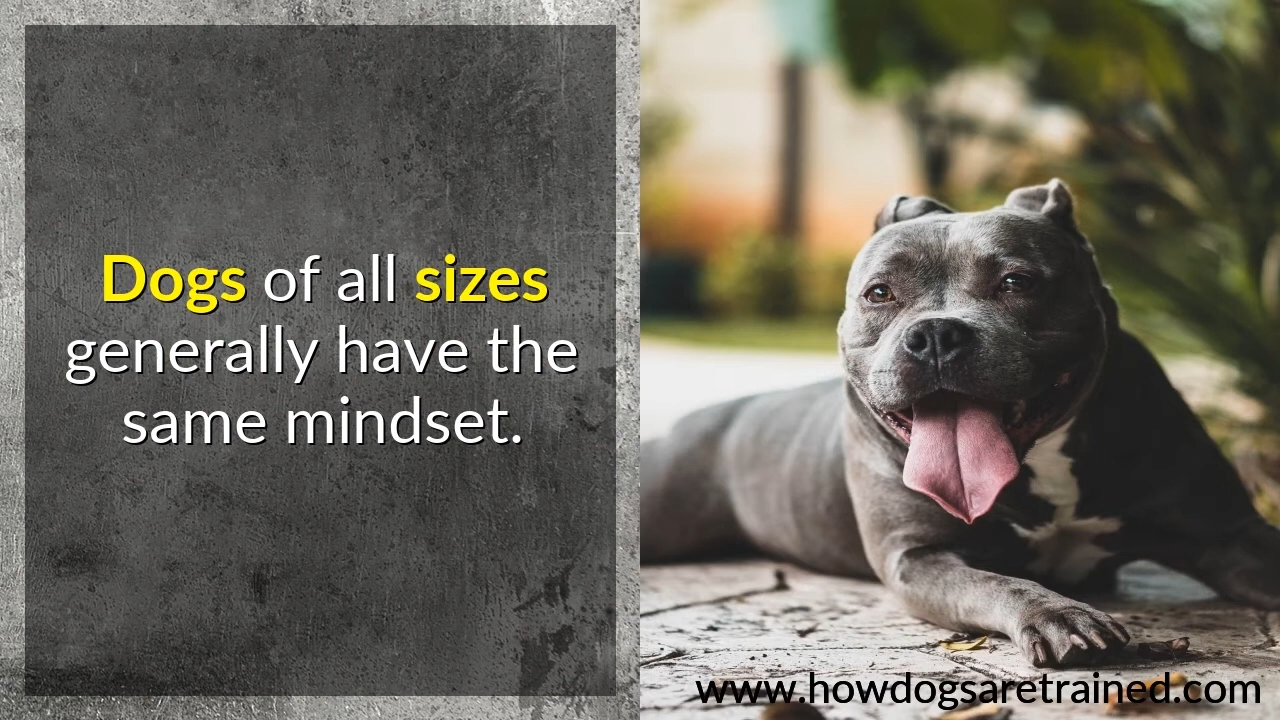 Dogs of all sizes
generally have the
same mindset.
www.howdogsaretrained.com